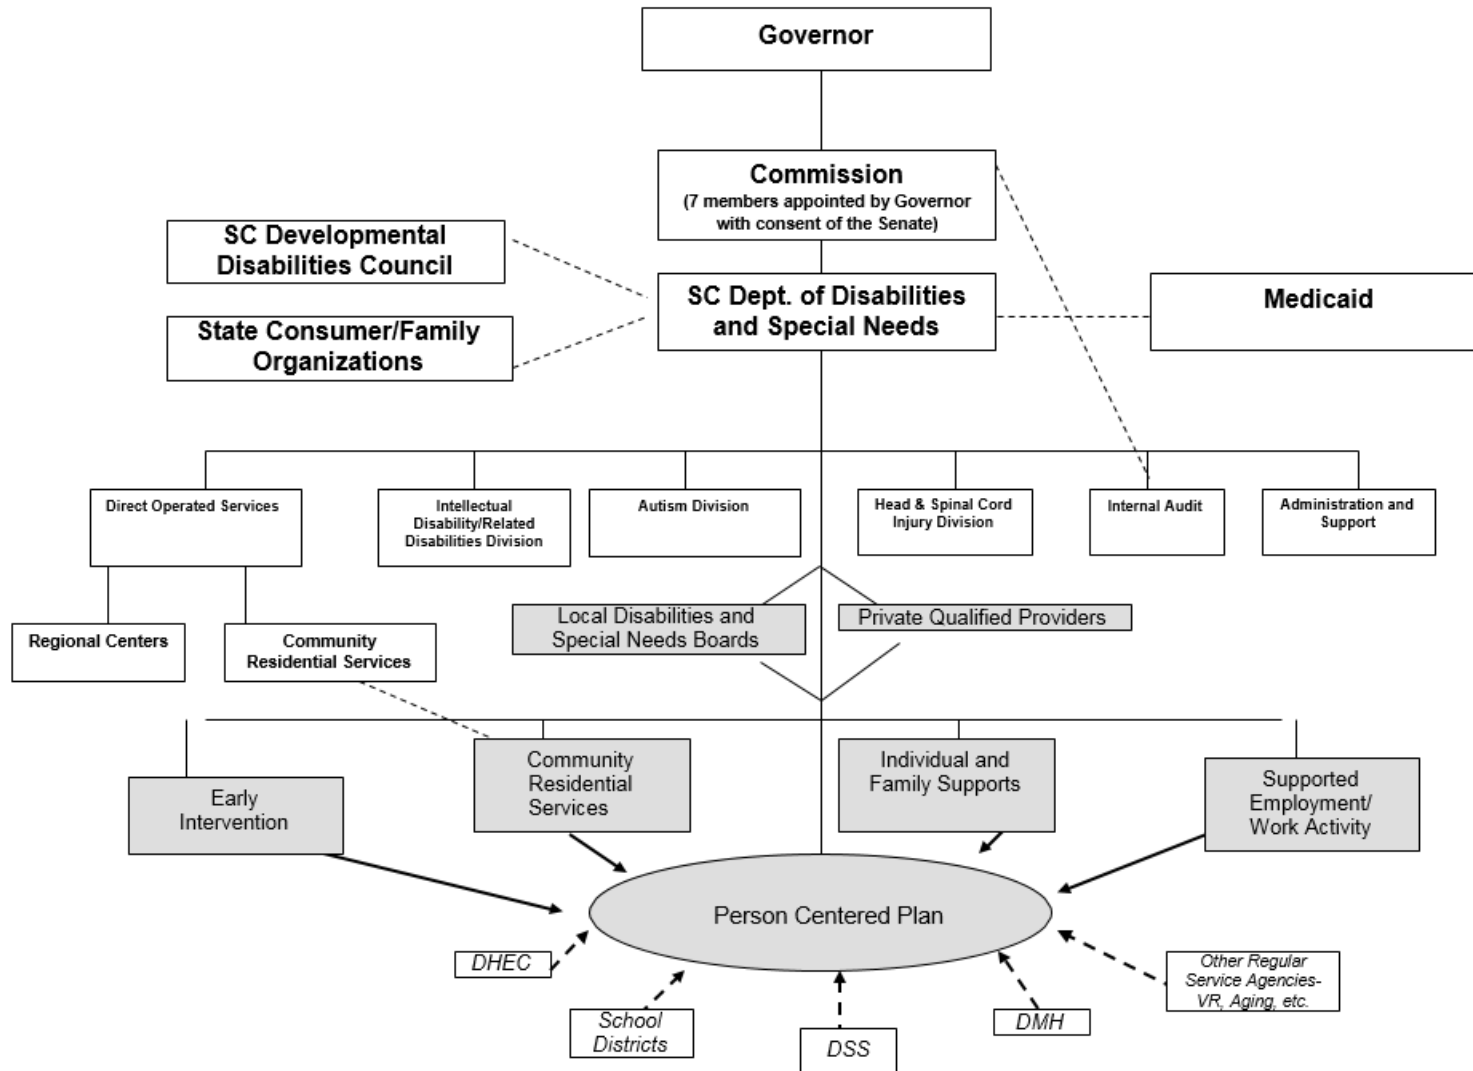 Governor
Commission
(7 members appointed by Governor
with consent of the Senate)
SC Developmental
Disabilities Council
SC Dept. of Disabilities
and Special Needs
Medicaid
State Consumer/Family
Organizations
Direct Operated Services
Intellectual
Disability/Related
Disabilities Division
Autism Division
Head & Spinal Cord
Injury Division
Internal Audit
Administration and
Support
Regional Centers
Community
Residential Services
Local Disabilities and
Special Needs Boards
Private Qualified Providers
Early
Intervention
Community
Residential
Services
Individual and
Family Supports
Supported
Employment/
Work Activity
Person Centered Plan
DHEC
School
Districts
DSS
DMH
Other Regular
Service Agencies-
VR, Aging, etc.